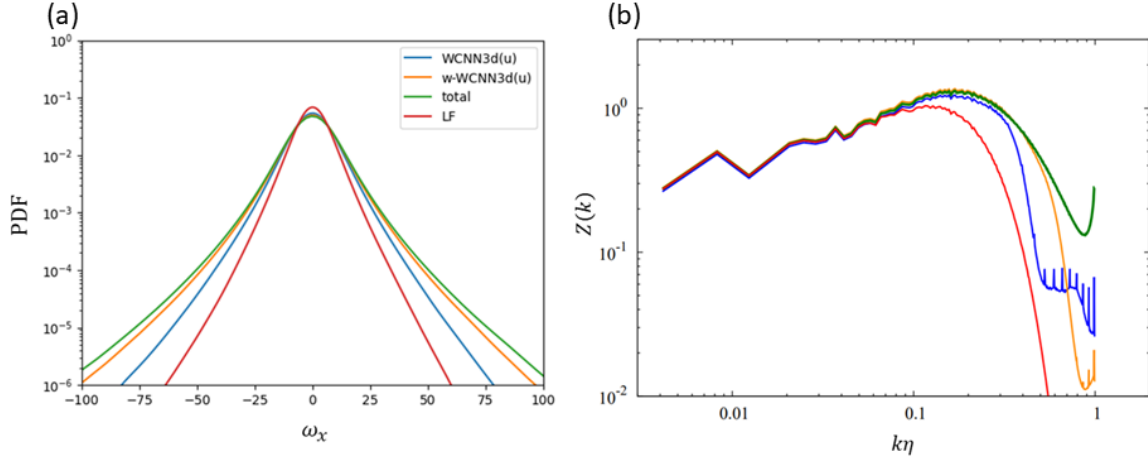 (a)
10^0
10^-1
10^-2
10^-3
10^-4
10^-5
10^-6
PDF
−100
−75
−50
−25
0
25
50
75
100
ω_x
WCNN3d(u)
w-WCNN3d(u)
total
LF
(b)
10^0
10^-1
10^-2
Z(k)
0.01
0.1
1
kη